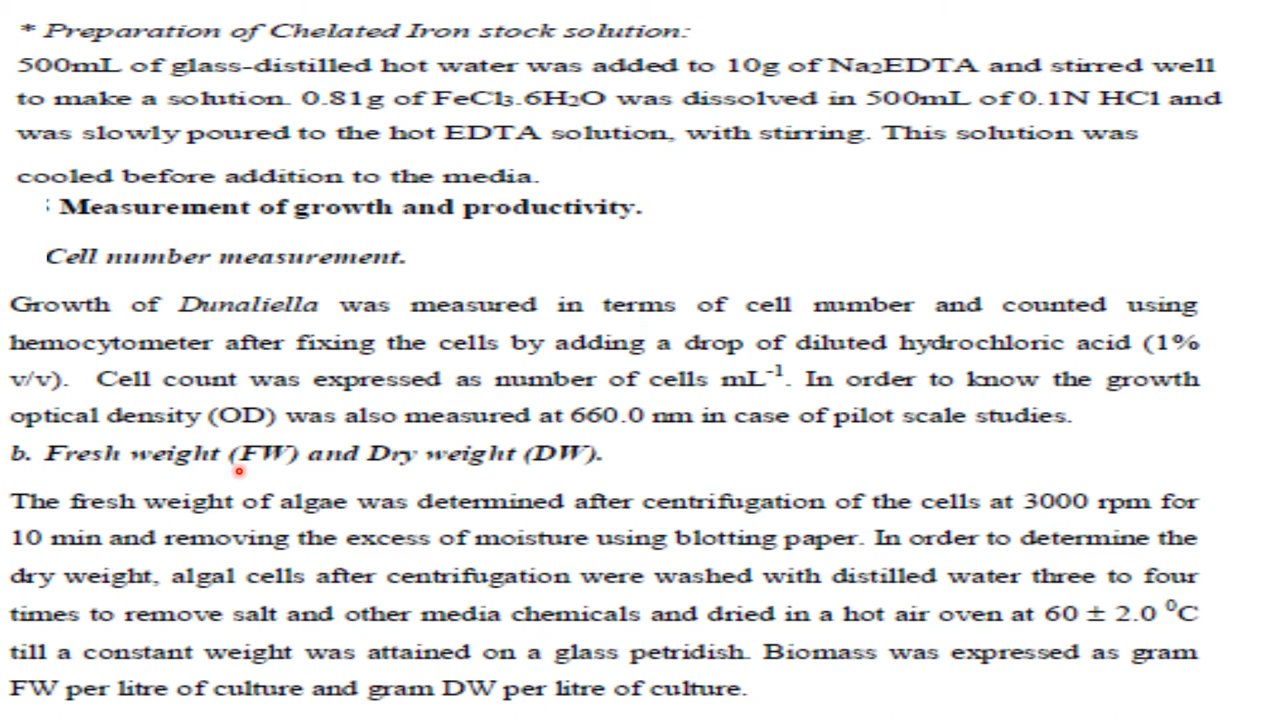 * Preparation of Chelated Iron stock solution:
500mL of glass-distilled hot water was added to 10g of Na₂EDTA and stirred well
to make a solution. 0.81g of FeCl₃.6H₂O was dissolved in 500mL of 0.1N HCl and
was slowly poured to the hot EDTA solution, with stirring. This solution was
cooled before addition to the media.
: Measurement of growth and productivity.
Cell number measurement.
Growth of Dunaliella was measured in terms of cell number and counted using
hemocytometer after fixing the cells by adding a drop of diluted hydrochloric acid (1%
v/v). Cell count was expressed as number of cells mL⁻¹. In order to know the growth
optical density (OD) was also measured at 660.0 nm in case of pilot scale studies.
b. Fresh weight (FW) and Dry weight (DW).
The fresh weight of algae was determined after centrifugation of the cells at 3000 rpm for
10 min and removing the excess of moisture using blotting paper. In order to determine the
dry weight, algal cells after centrifugation were washed with distilled water three to four
times to remove salt and other media chemicals and dried in a hot air oven at 60 ± 2.0 ⁰C
till a constant weight was attained on a glass petridish. Biomass was expressed as gram
FW per litre of culture and gram DW per litre of culture.